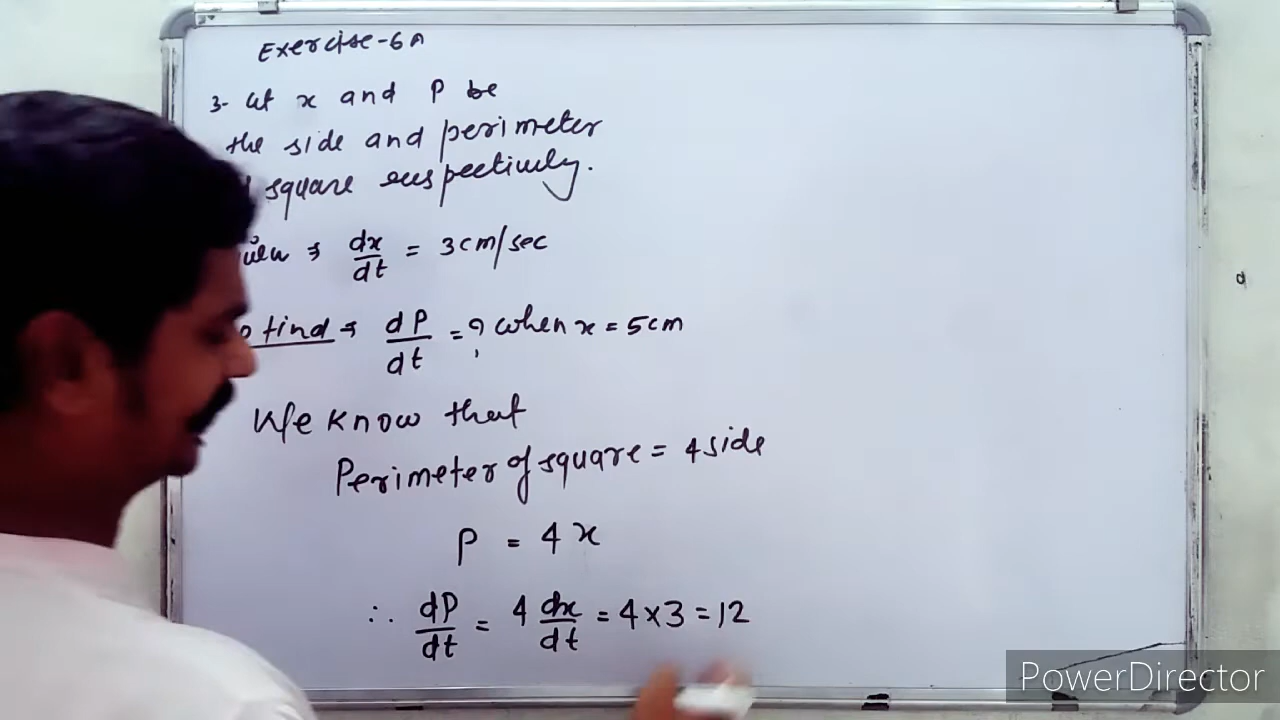 Exercise-6A
3- let x and P be
the side and perimeter
square respectively.
dx/dt = 3cm/sec
find ⇒ dP/dt = ? when x = 5cm
We know that
Perimeter of square = 4 side
P = 4x
∴ dP/dt = 4 dx/dt = 4×3 = 12
PowerDirector